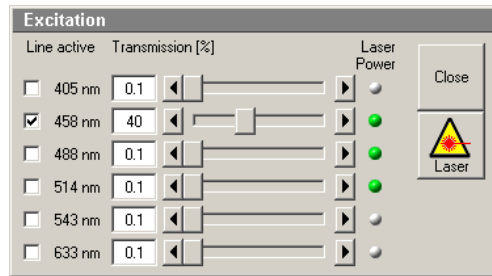 Excitation
Line active Transmission [%] Laser Power
Close
405 nm 0.1
458 nm 40
488 nm 0.1
Laser
514 nm 0.1
543 nm 0.1
633 nm 0.1